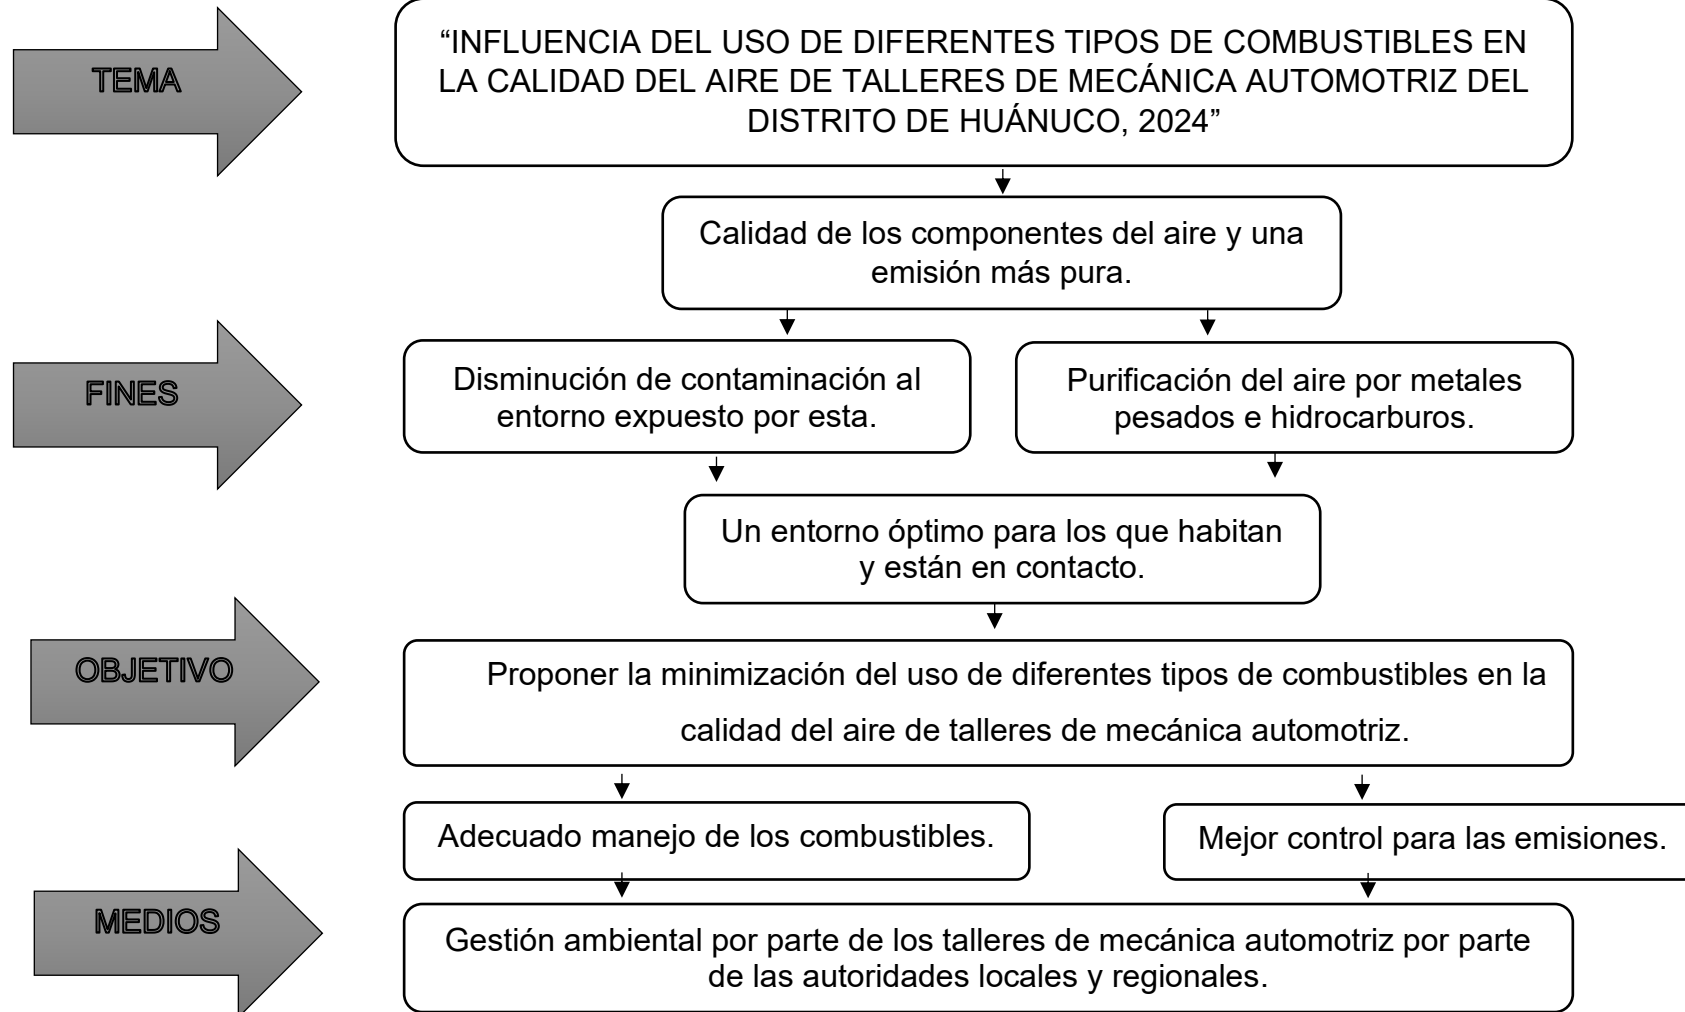 TEMA
“INFLUENCIA DEL USO DE DIFERENTES TIPOS DE COMBUSTIBLES EN
LA CALIDAD DEL AIRE DE TALLERES DE MECÁNICA AUTOMOTRIZ DEL
DISTRITO DE HUÁNUCO, 2024”
Calidad de los componentes del aire y una
emisión más pura.
FINES
Disminución de contaminación al
entorno expuesto por esta.
Purificación del aire por metales
pesados e hidrocarburos.
Un entorno óptimo para los que habitan
y están en contacto.
OBJETIVO
Proponer la minimización del uso de diferentes tipos de combustibles en la
calidad del aire de talleres de mecánica automotriz.
Adecuado manejo de los combustibles.
Mejor control para las emisiones.
MEDIOS
Gestión ambiental por parte de los talleres de mecánica automotriz por parte
de las autoridades locales y regionales.